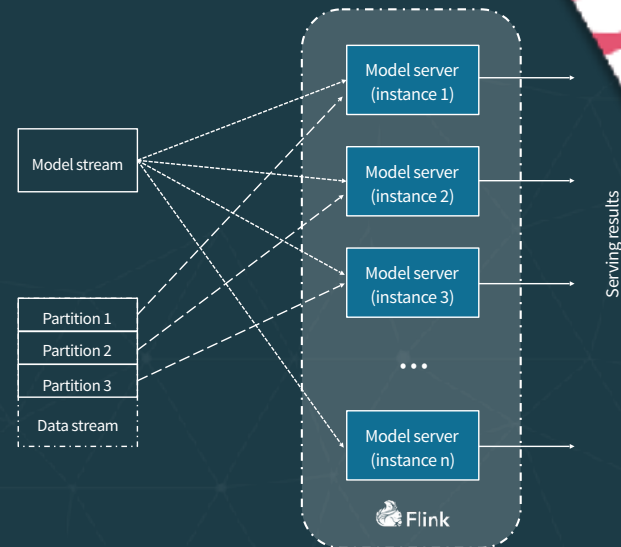 Model stream
Partition 1
Partition 2
Partition 3
Data stream
Model server
(instance 1)
Model server
(instance 2)
Model server
(instance 3)
...
Model server
(instance n)
Flink
Serving results